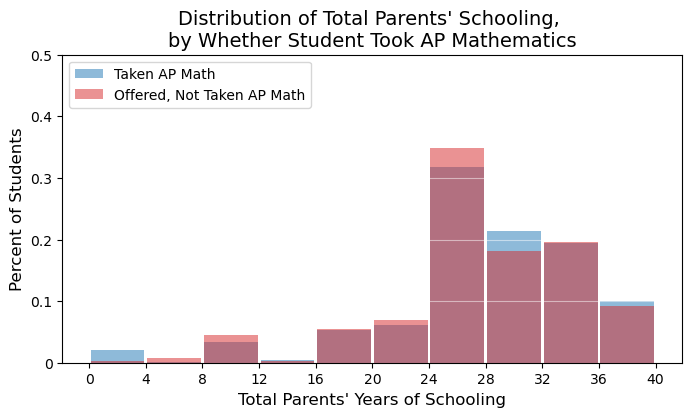 Distribution of Total Parents' Schooling,
by Whether Student Took AP Mathematics
Taken AP Math
Offered, Not Taken AP Math
Percent of Students
0.5
0.4
0.3
0.2
0.1
0
0 4 8 12 16 20 24 28 32 36 40
Total Parents' Years of Schooling